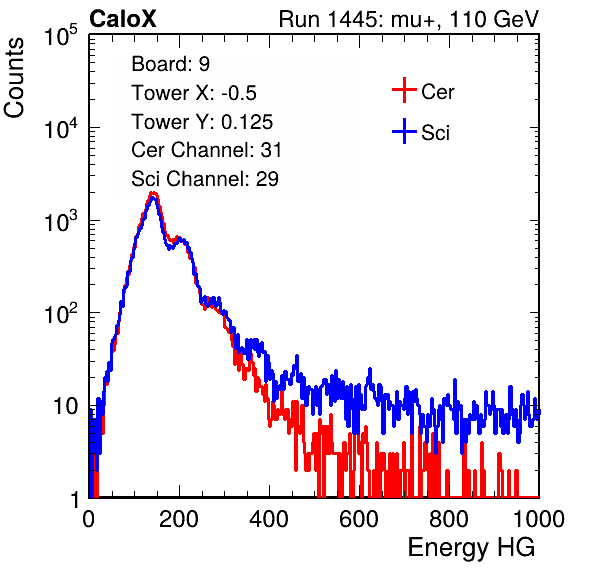 CaloX Run 1445: mu+, 110 GeV
Counts
10^5
10^4
10^3
10^2
10
1
Board: 9
Tower X: -0.5
Tower Y: 0.125
Cer Channel: 31
Sci Channel: 29
Cer
Sci
0 200 400 600 800 1000
Energy HG